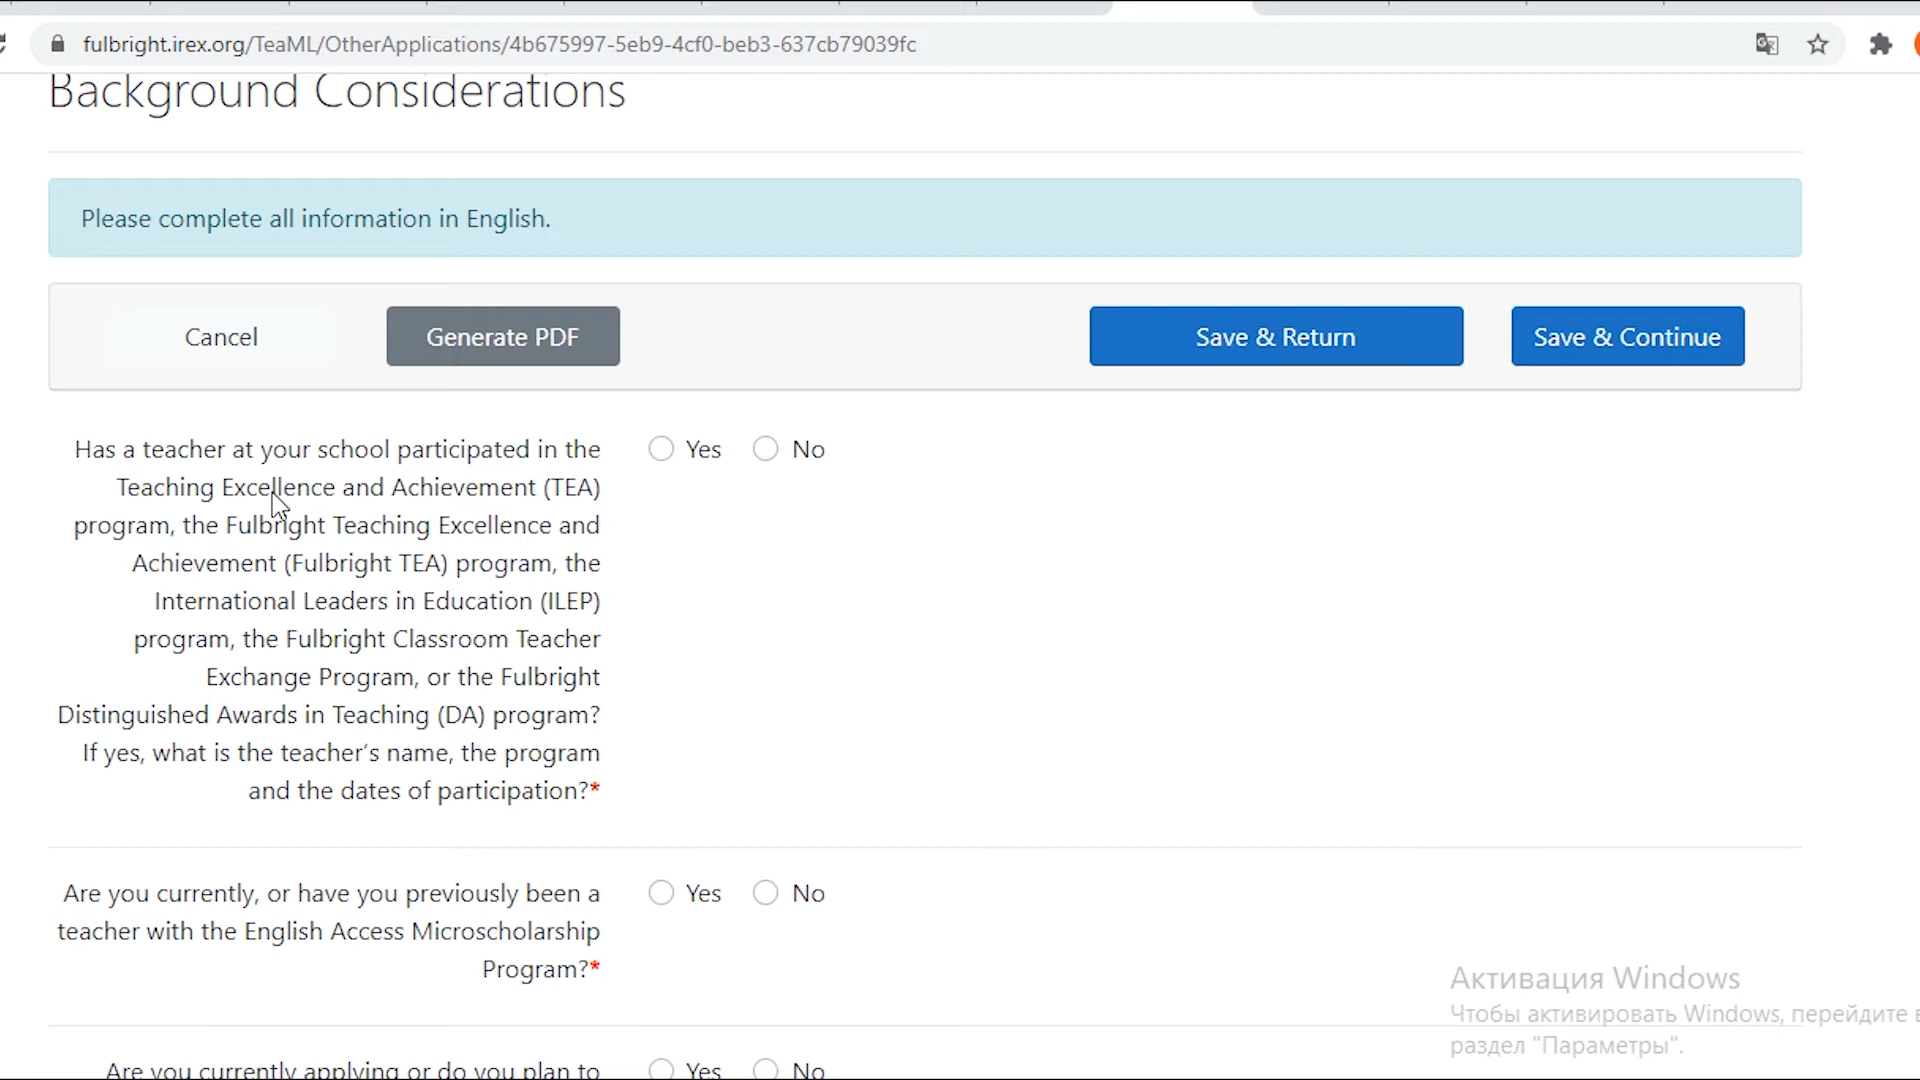 fulbright.irex.org/TeaML/OtherApplications/4b675997-5eb9-4cf0-beb3-637cb79039fc
Background Considerations
Please complete all information in English.
Cancel
Generate PDF
Save & Return
Save & Continue
Has a teacher at your school participated in the
Teaching Excellence and Achievement (TEA)
program, the Fulbright Teaching Excellence and
Achievement (Fulbright TEA) program, the
International Leaders in Education (ILEP)
program, the Fulbright Classroom Teacher
Exchange Program, or the Fulbright
Distinguished Awards in Teaching (DA) program?
If yes, what is the teacher's name, the program
and the dates of participation?*
Yes
No
Are you currently, or have you previously been a
teacher with the English Access Microscholarship
Program?*
Yes
No
Are you currently applying or do you plan to
Yes
No
Активация Windows
Чтобы активировать Windows, перейдите в
раздел "Параметры".